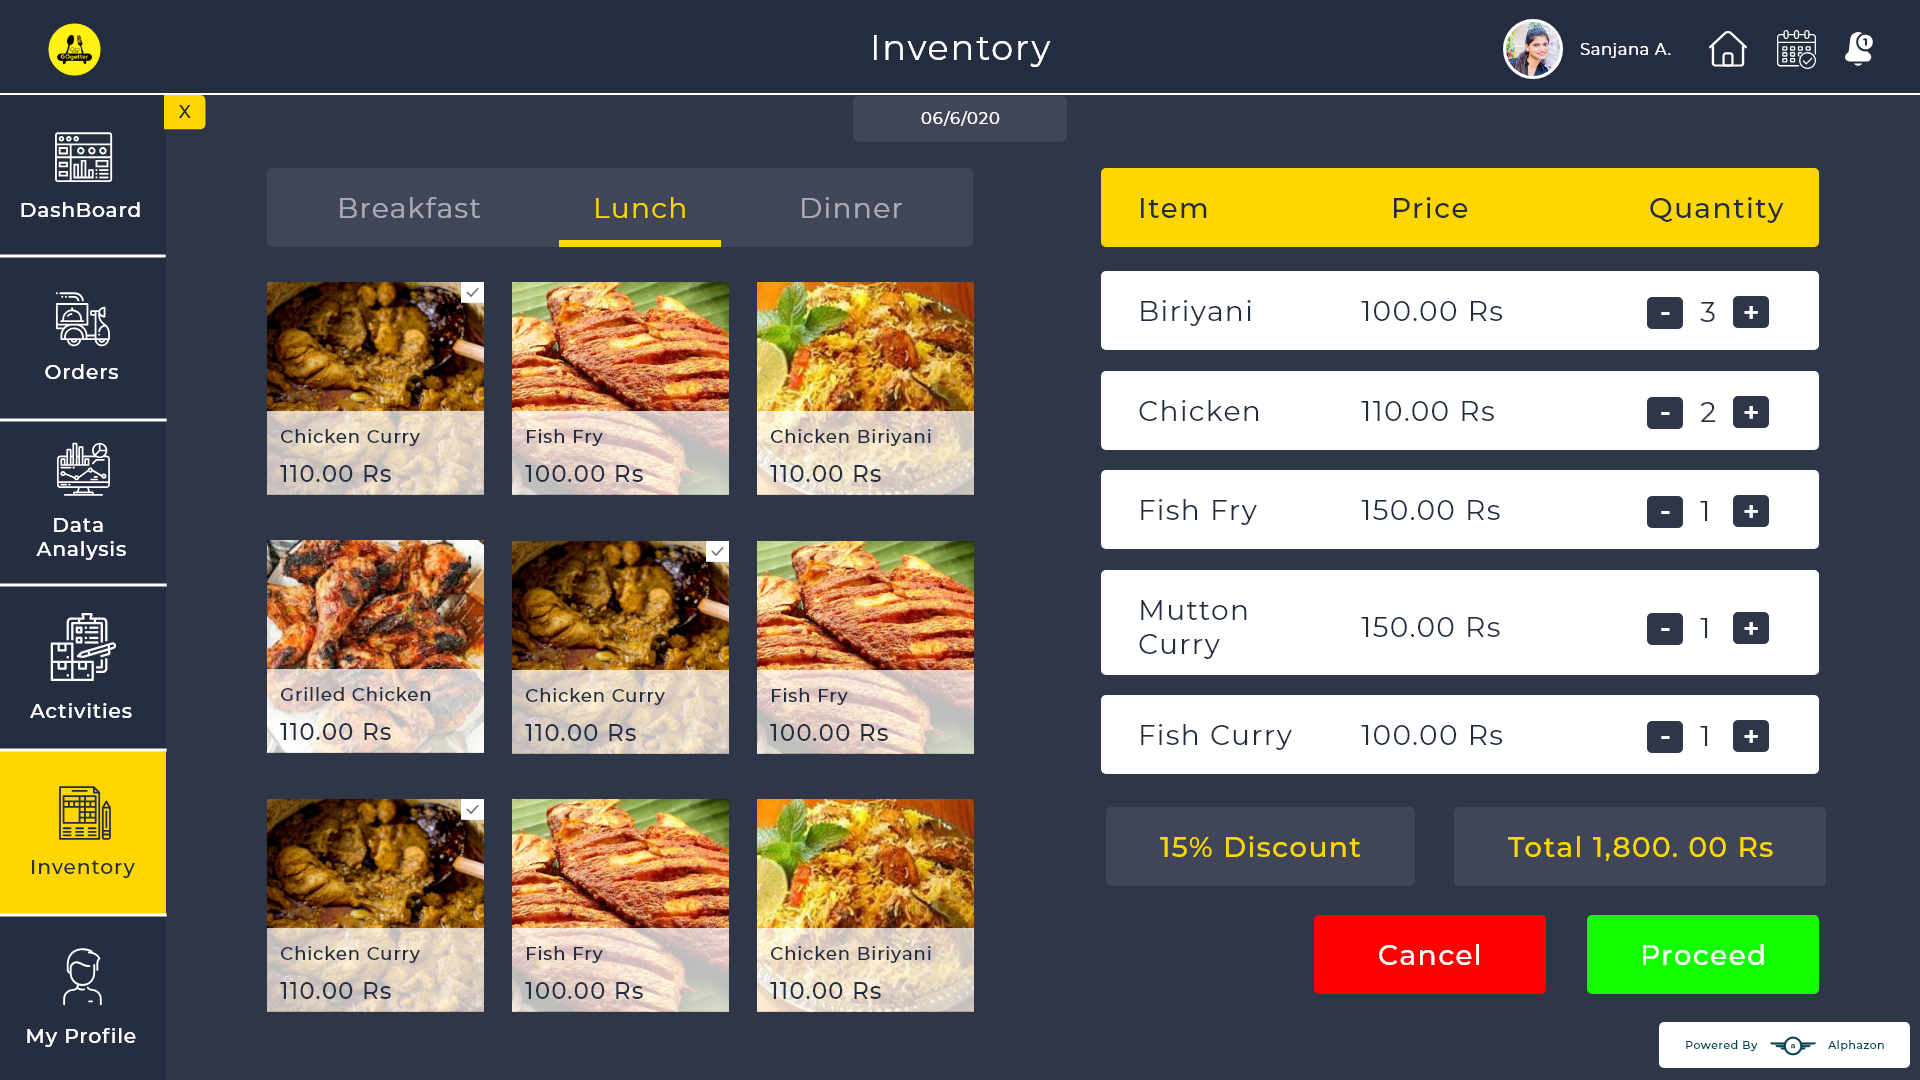 GOgetter
Inventory
Sanjana A.
1
X
06/6/020
DashBoard
Orders
Data
Analysis
Activities
Inventory
My Profile
Breakfast Lunch Dinner
Chicken Curry
110.00 Rs
Fish Fry
100.00 Rs
Chicken Biriyani
110.00 Rs
Grilled Chicken
110.00 Rs
Chicken Curry
110.00 Rs
Fish Fry
100.00 Rs
Chicken Curry
110.00 Rs
Fish Fry
100.00 Rs
Chicken Biriyani
110.00 Rs
Item Price Quantity
Biriyani 100.00 Rs - 3 +
Chicken 110.00 Rs - 2 +
Fish Fry 150.00 Rs - 1 +
Mutton
Curry 150.00 Rs - 1 +
Fish Curry 100.00 Rs - 1 +
15% Discount
Total 1,800. 00 Rs
Cancel
Proceed
Powered By Alphazon